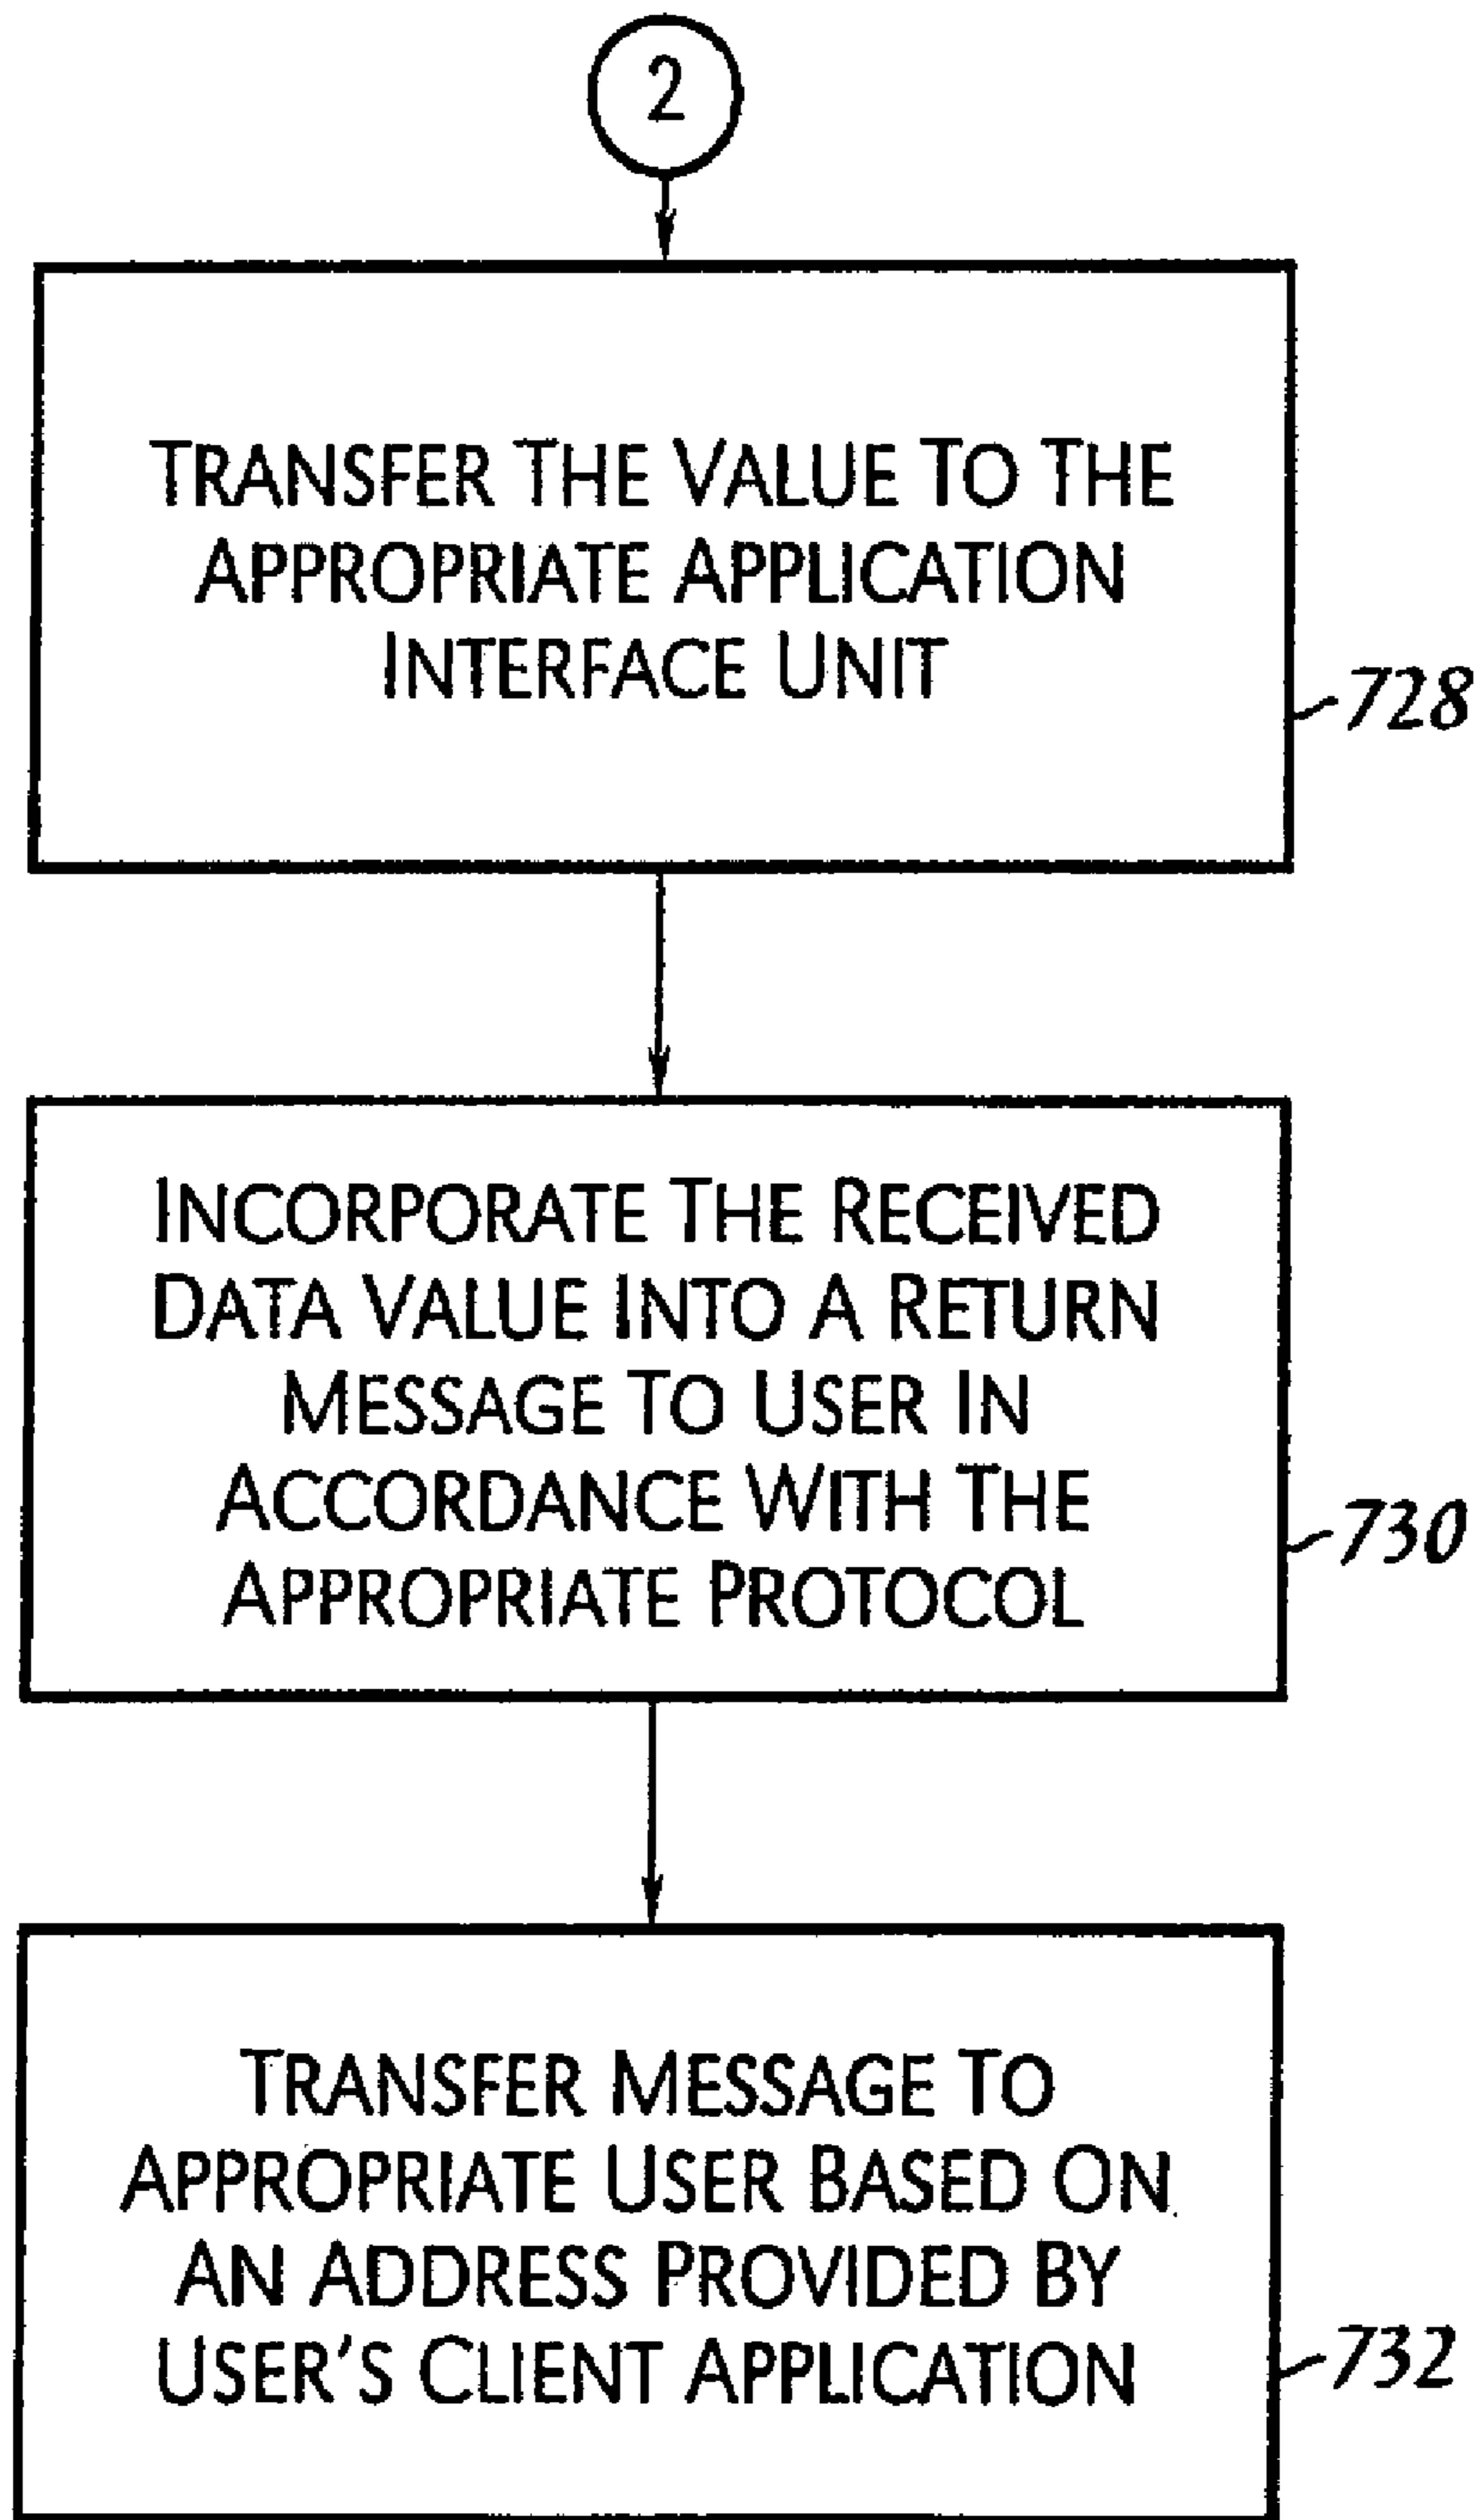 2
TRANSFER THE VALUE TO THE
APPROPRIATE APPLICATION
INTERFACE UNIT
728
INCORPORATE THE RECEIVED
DATA VALUE INTO A RETURN
MESSAGE TO USER IN
ACCORDANCE WITH THE
APPROPRIATE PROTOCOL
730
TRANSFER MESSAGE TO
APPROPRIATE USER BASED ON
AN ADDRESS PROVIDED BY
USER'S CLIENT APPLICATION
732